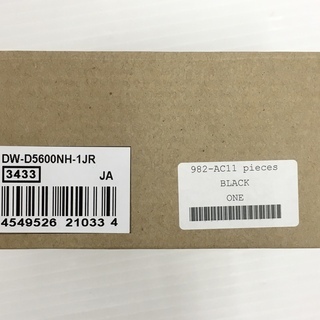 DW-D5600NH-1JR
3433 JA
4549526 21033 4
982-AC11 pieces
BLACK
ONE